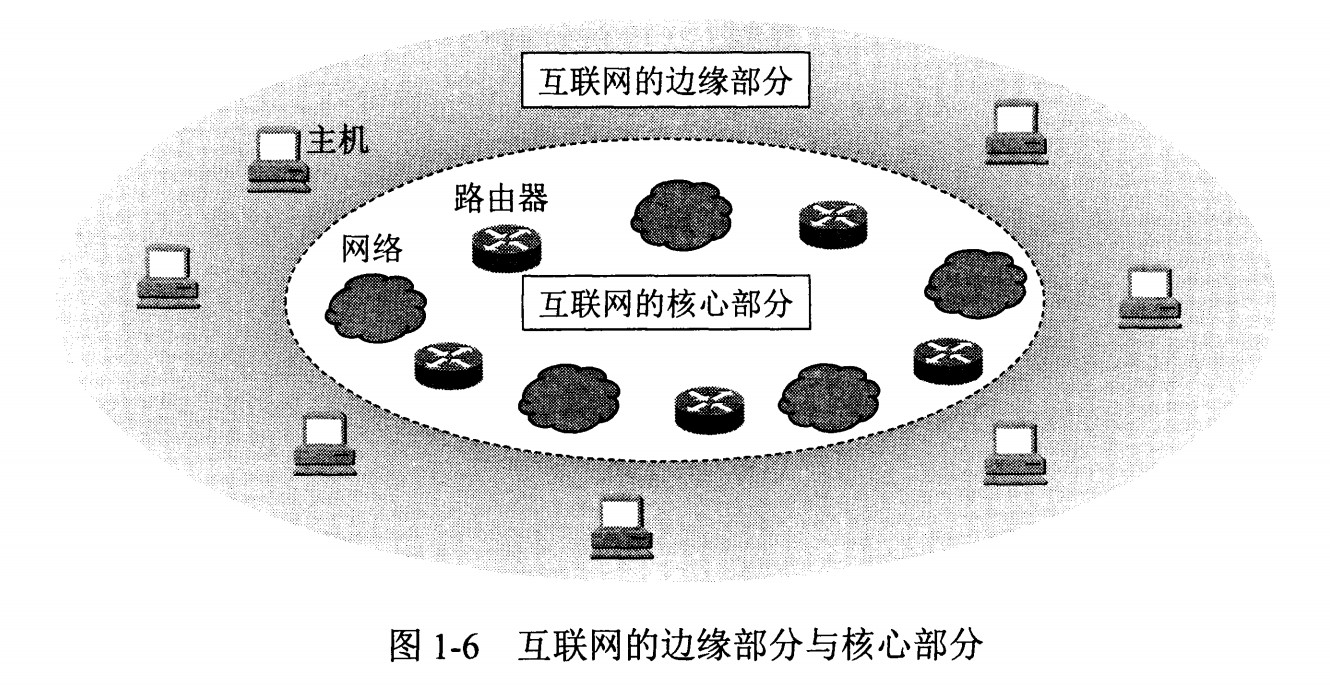 互联网的边缘部分
主机
路由器
网络
互联网的核心部分
图 1-6 互联网的边缘部分与核心部分